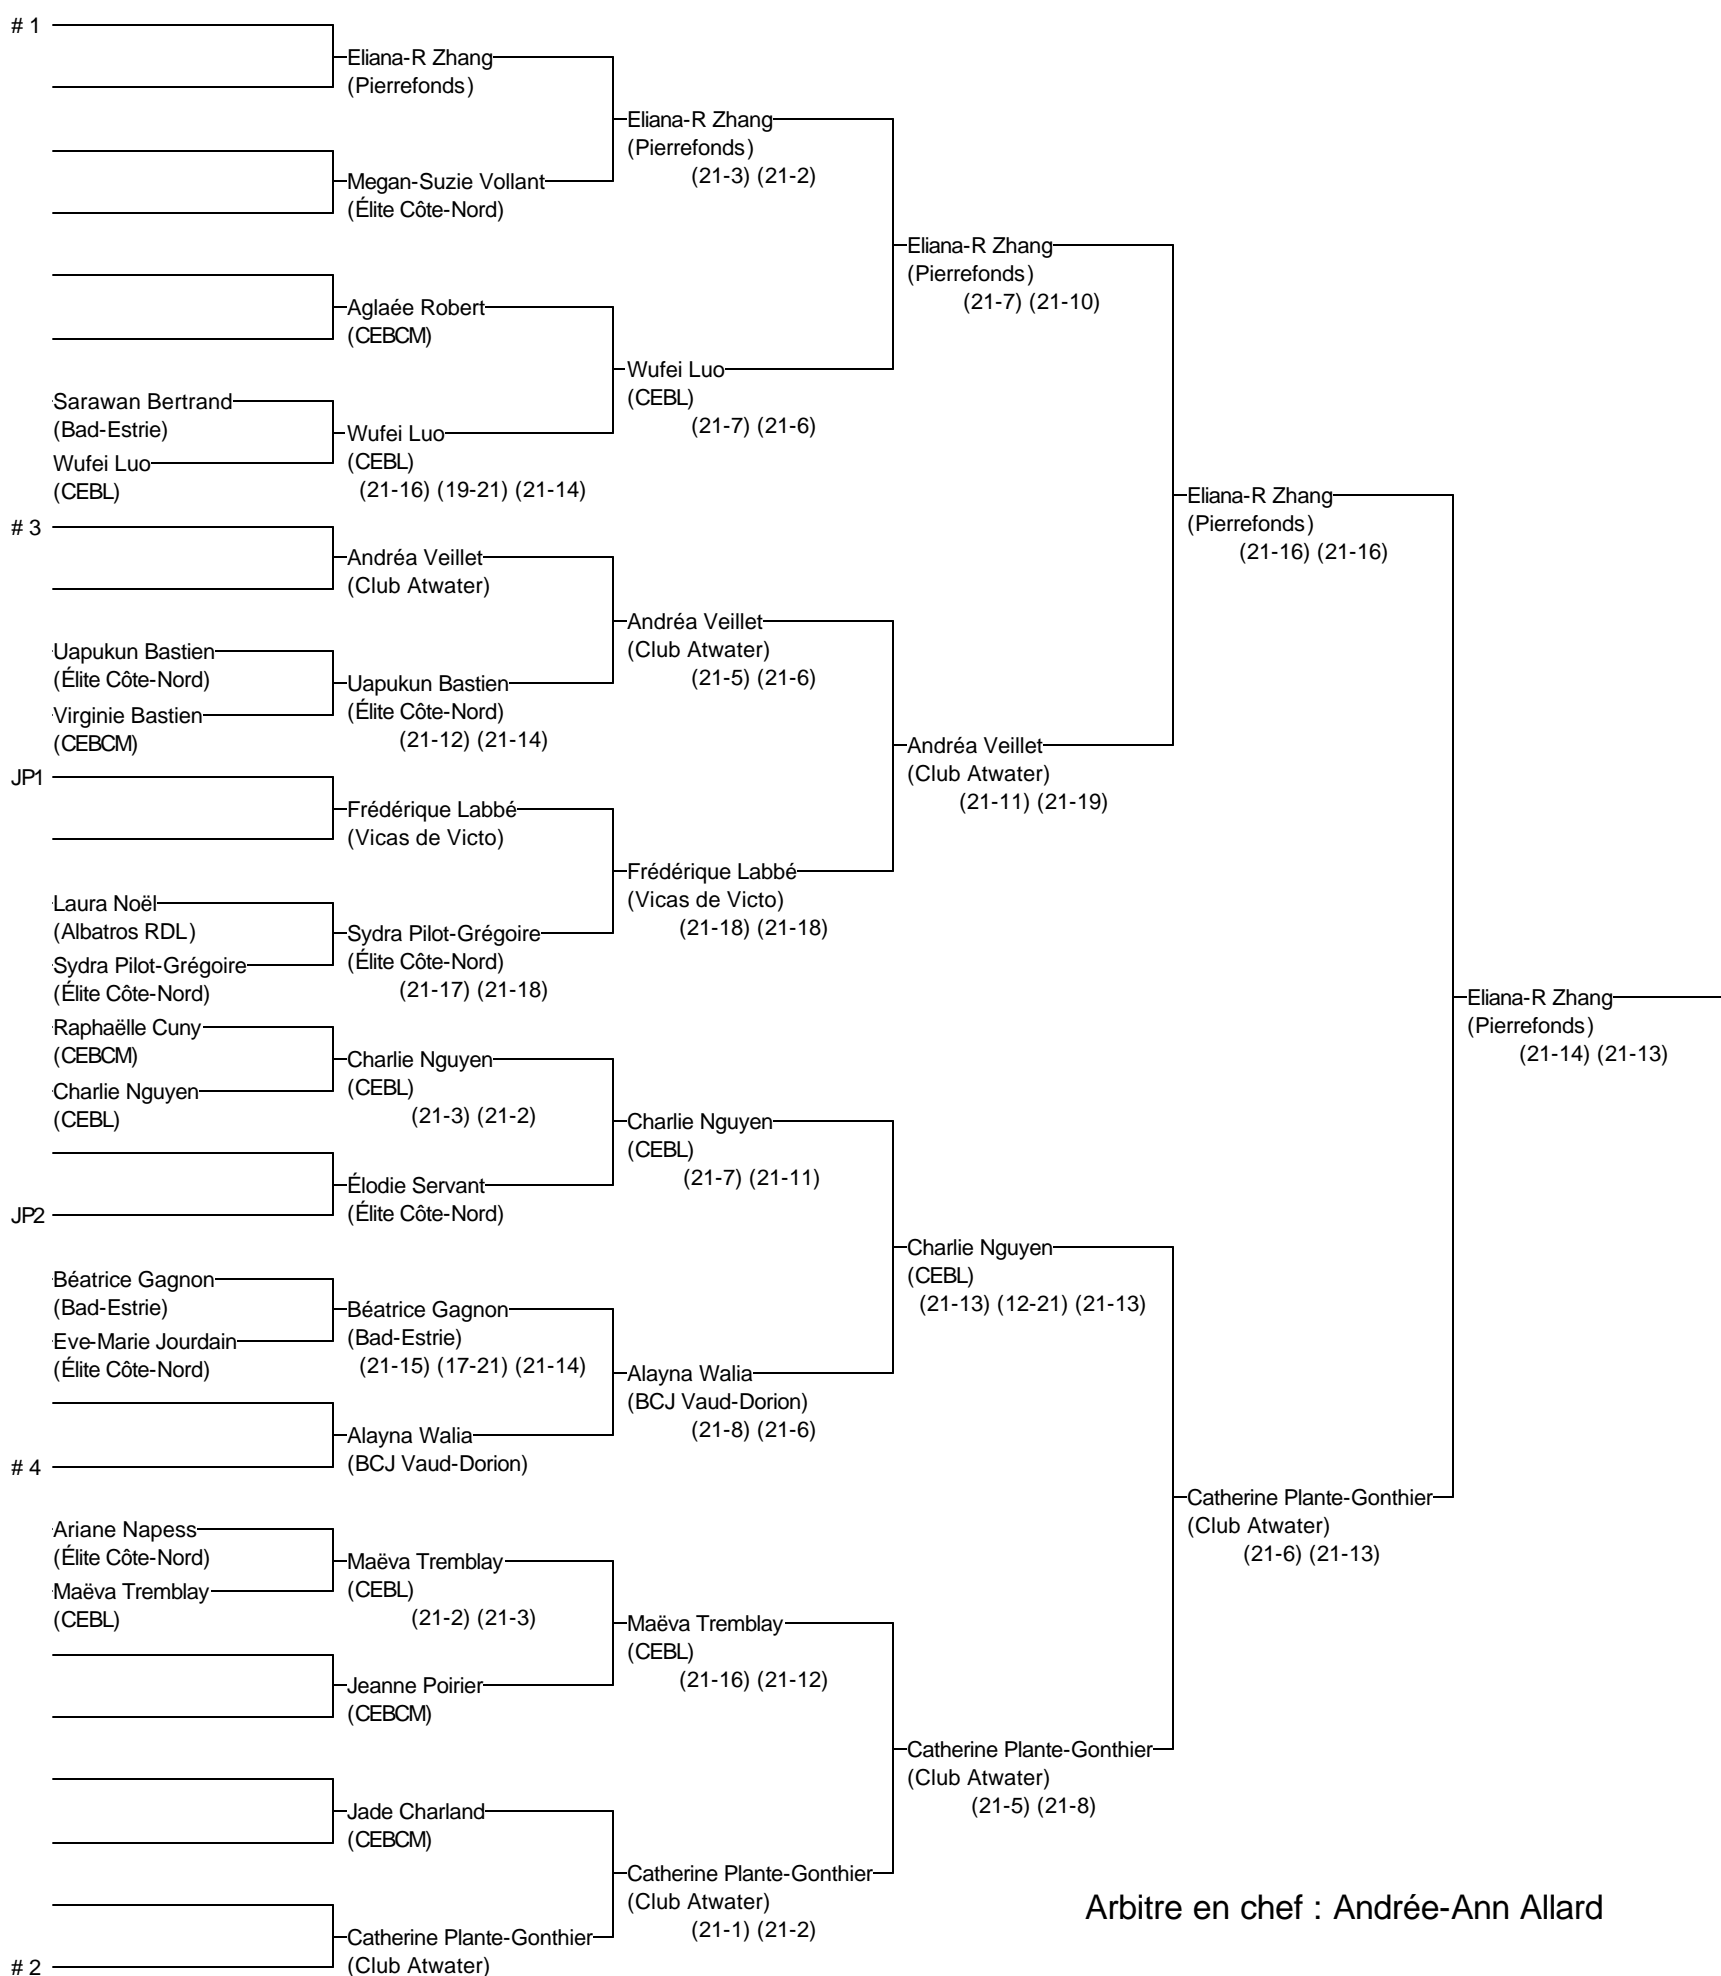 # 1
Eliana-R Zhang
(Pierrefonds)
Eliana-R Zhang
(Pierrefonds)
(21-3) (21-2)
Megan-Suzie Vollant
(Élite Côte-Nord)
Eliana-R Zhang
(Pierrefonds)
(21-7) (21-10)
Aglaée Robert
(CEBCM)
Wufei Luo
(CEBL)
(21-7) (21-6)
Sarawan Bertrand
(Bad-Estrie)
Wufei Luo
(CEBL)
Wufei Luo
(CEBL)
(21-16) (19-21) (21-14)
Eliana-R Zhang
(Pierrefonds)
(21-16) (21-16)
# 3
Andréa Veillet
(Club Atwater)
Andréa Veillet
(Club Atwater)
(21-5) (21-6)
Uapukun Bastien
(Élite Côte-Nord)
Virginie Bastien
(CEBCM)
Uapukun Bastien
(Élite Côte-Nord)
(21-12) (21-14)
Andréa Veillet
(Club Atwater)
(21-11) (21-19)
JP1
Frédérique Labbé
(Vicas de Victo)
Frédérique Labbé
(Vicas de Victo)
(21-18) (21-18)
Laura Noël
(Albatros RDL)
Sydra Pilot-Grégoire
(Élite Côte-Nord)
Sydra Pilot-Grégoire
(Élite Côte-Nord)
(21-17) (21-18)
Eliana-R Zhang
(Pierrefonds)
(21-14) (21-13)
Raphaëlle Cuny
(CEBCM)
Charlie Nguyen
(CEBL)
Charlie Nguyen
(CEBL)
(21-3) (21-2)
Charlie Nguyen
(CEBL)
(21-7) (21-11)
Élodie Servant
(Élite Côte-Nord)
JP2
Charlie Nguyen
(CEBL)
(21-13) (12-21) (21-13)
Béatrice Gagnon
(Bad-Estrie)
Eve-Marie Jourdain
(Élite Côte-Nord)
Béatrice Gagnon
(Bad-Estrie)
(21-15) (17-21) (21-14)
Alayna Walia
(BCJ Vaud-Dorion)
(21-8) (21-6)
Alayna Walia
(BCJ Vaud-Dorion)
# 4
Catherine Plante-Gonthier
(Club Atwater)
(21-6) (21-13)
Ariane Napess
(Élite Côte-Nord)
Maëva Tremblay
(CEBL)
Maëva Tremblay
(CEBL)
(21-2) (21-3)
Maëva Tremblay
(CEBL)
(21-16) (21-12)
Jeanne Poirier
(CEBCM)
Catherine Plante-Gonthier
(Club Atwater)
(21-5) (21-8)
Jade Charland
(CEBCM)
Catherine Plante-Gonthier
(Club Atwater)
(21-1) (21-2)
Arbitre en chef : Andrée-Ann Allard
Catherine Plante-Gonthier
(Club Atwater)
# 2